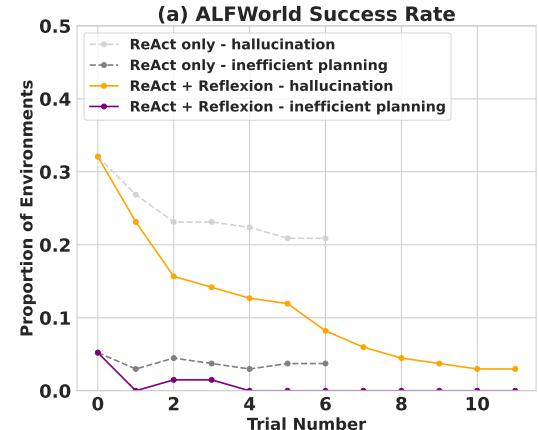 (a) ALFWorld Success Rate
0.5
0.4
0.3
0.2
0.1
0.0
Proportion of Environments
ReAct only - hallucination
ReAct only - inefficient planning
ReAct + Reflexion - hallucination
ReAct + Reflexion - inefficient planning
0 2 4 6 8 10
Trial Number